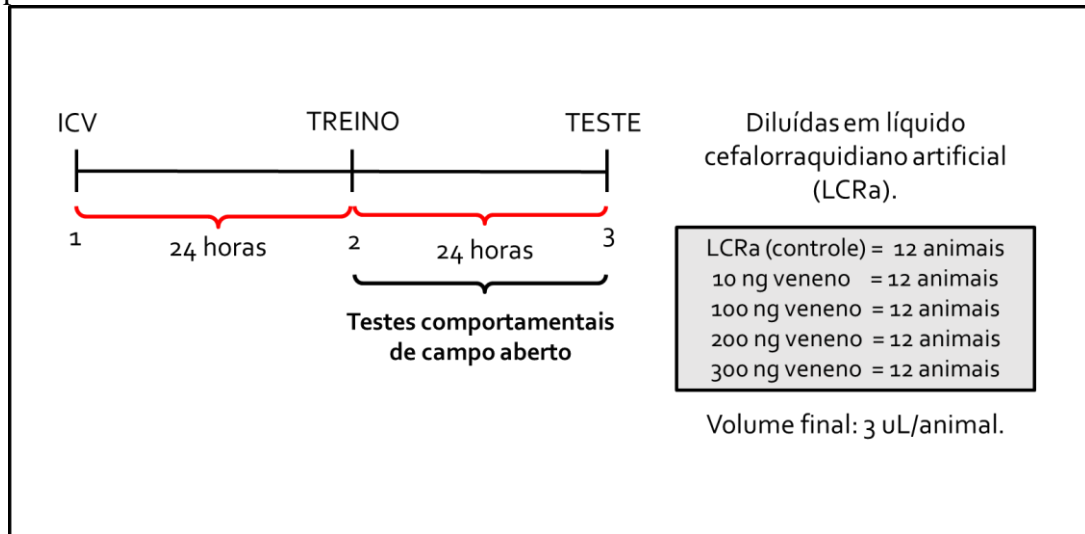 ICV
TREINO
TESTE
1
24 horas
2
24 horas
3
Testes comportamentais
de campo aberto
Diluídas em líquido
cefalorraquidiano artificial
(LCRa).
LCRa (controle) = 12 animais
10 ng veneno = 12 animais
100 ng veneno = 12 animais
200 ng veneno = 12 animais
300 ng veneno = 12 animais
Volume final: 3 uL/animal.